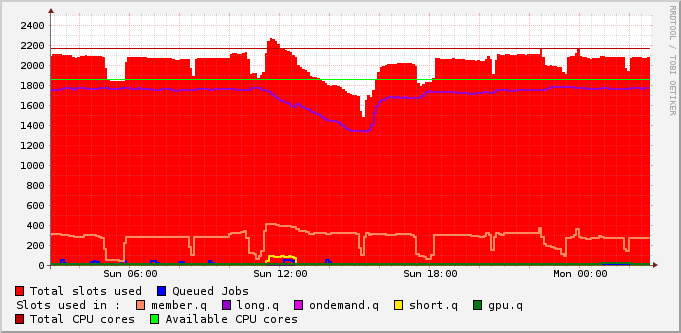 RRDTOOL / TOBI OETIKER
2400
2200
2000
1800
1600
1400
1200
1000
800
600
400
200
0
Sun 06:00 Sun 12:00 Sun 18:00 Mon 00:00
Total slots used Queued Jobs
Slots used in : member.q long.q ondemand.q short.q gpu.q
Total CPU cores Available CPU cores